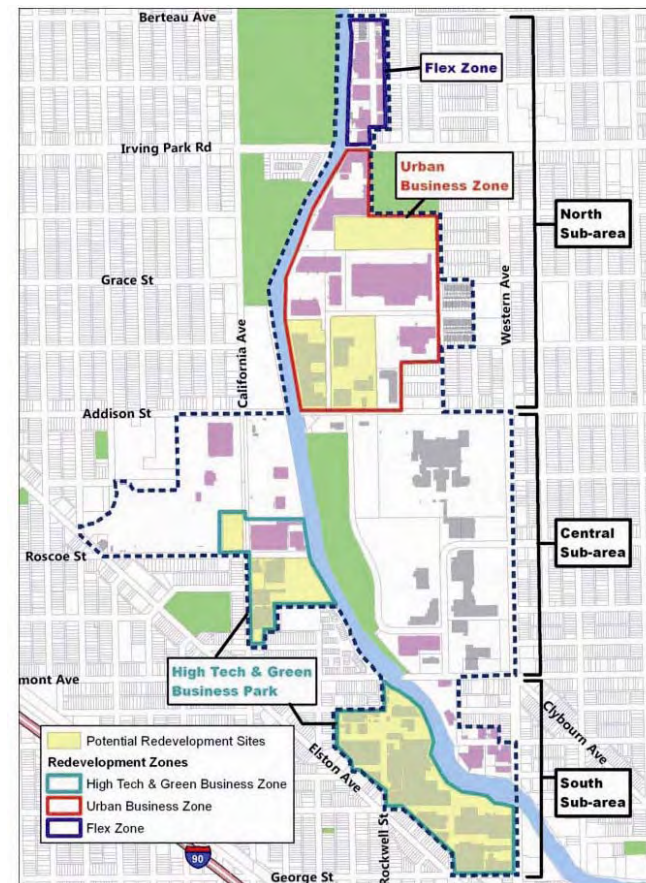 Berteau Ave
Flex Zone
Irving Park Rd
Urban
Business Zone
North
Sub-area
Grace St
California Ave
Western Ave
Addison St
Central
Sub-area
Roscoe St
High Tech & Green
Business Park
mont Ave
Clybourn Ave
Elston Ave
Rockwell St
South
Sub-area
Potential Redevelopment Sites
Redevelopment Zones
High Tech & Green Business Zone
Urban Business Zone
Flex Zone
90
George St